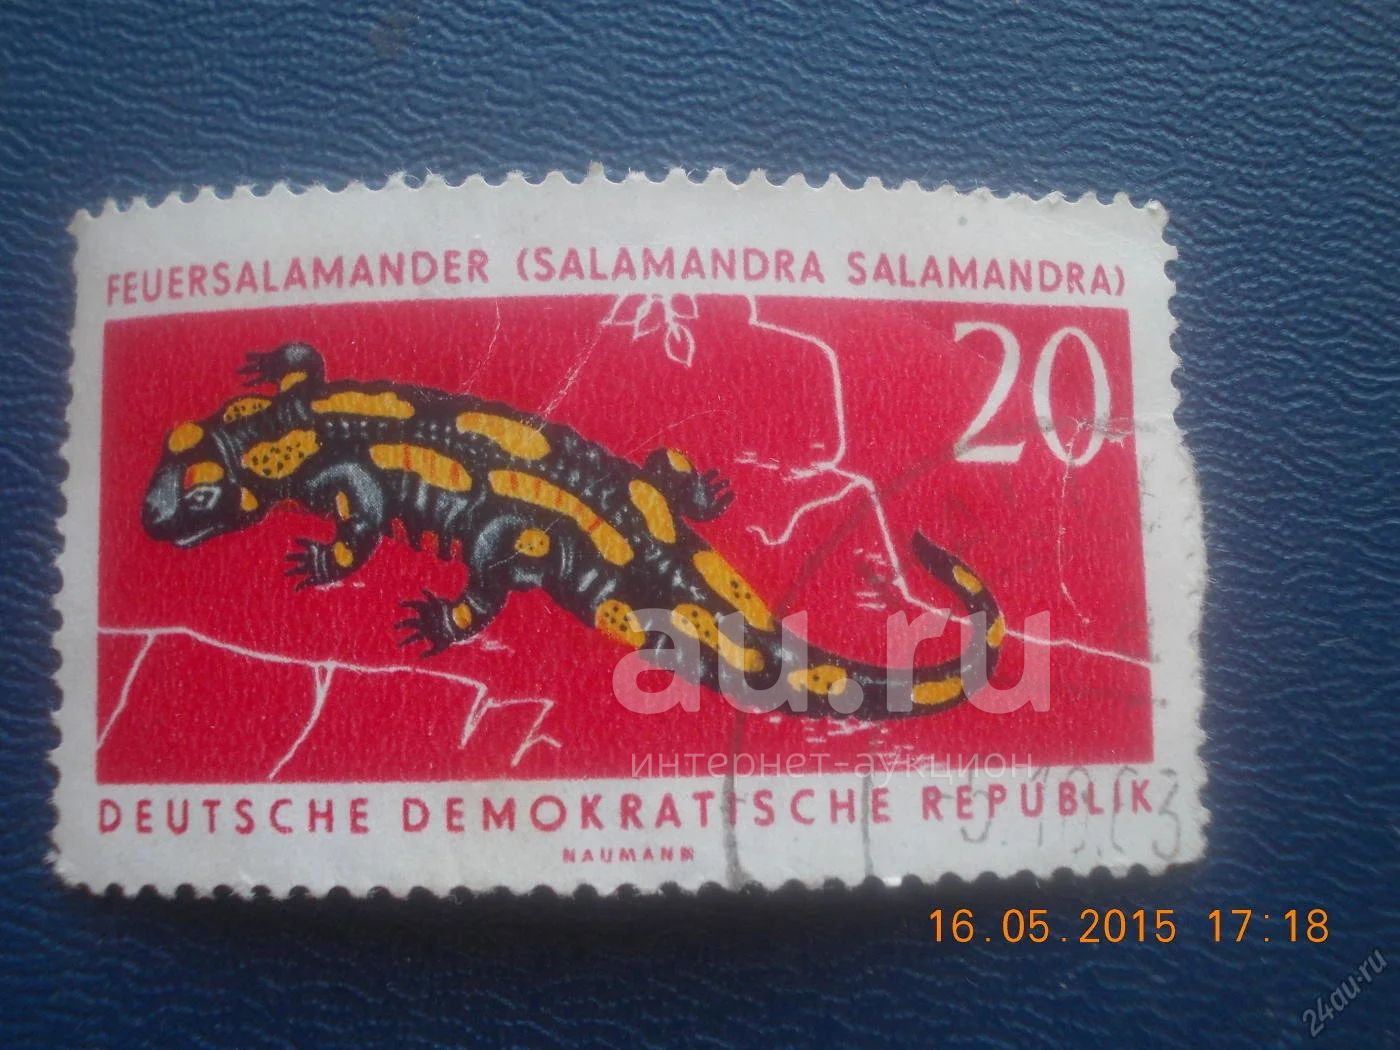 FEUERSALAMANDER (SALAMANDRA SALAMANDRA)
20
au.ru
интернет-аукцион
DEUTSCHE DEMOKRATISCHE REPUBLIK
NAUMANN
16.05.2015 17:18
24au.ru